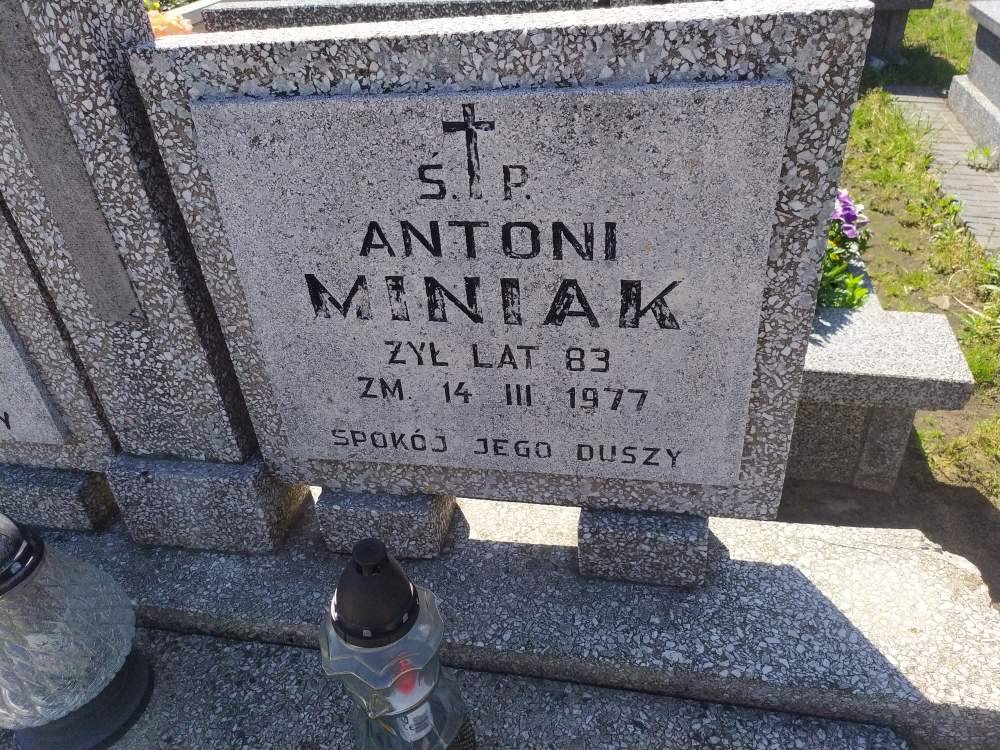 Ś. P.
ANTONI
MINIAK
ŻYŁ LAT 83
ZM. 14 III 1977
SPOKÓJ JEGO DUSZY
Y